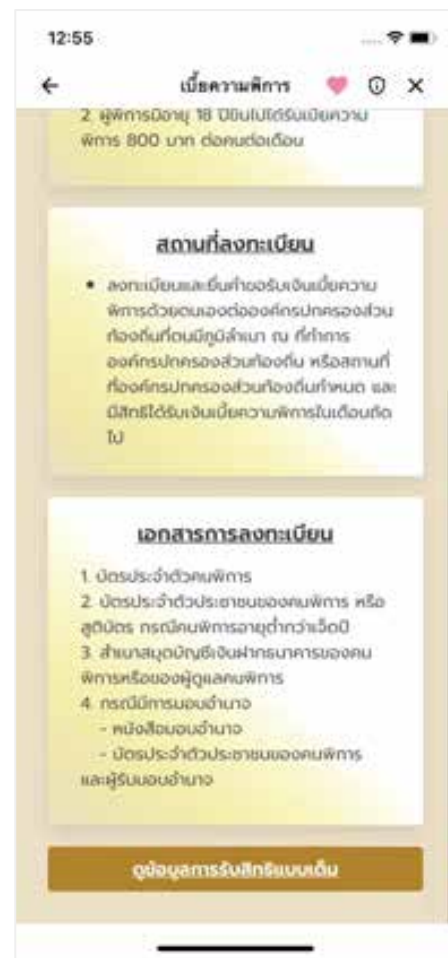 12:55
เบี้ยความพิการ
2. ผู้พิการมีอายุ 18 ปีขึ้นไปได้รับเบี้ยความ
พิการ 800 บาท ต่อคนต่อเดือน
สถานที่ลงทะเบียน
• ลงทะเบียนและยื่นคำขอรับเงินเบี้ยความ
พิการด้วยตนเองต่อองค์กรปกครองส่วน
ท้องถิ่นที่ตนมีภูมิลำเนา ณ ที่ทำการ
องค์กรปกครองส่วนท้องถิ่น หรือสถานที่
ที่องค์กรปกครองส่วนท้องถิ่นกำหนด และ
มีสิทธิได้รับเงินเบี้ยความพิการในเดือนถัด
ไป
เอกสารการลงทะเบียน
1. บัตรประจำตัวคนพิการ
2. บัตรประจำตัวประชาชนของคนพิการ หรือ
สูติบัตร กรณีคนพิการอายุต่ำกว่าเจ็ดปี
3. สำเนาสมุดบัญชีเงินฝากธนาคารของคน
พิการหรือของผู้ดูแลคนพิการ
4. กรณีมีการมอบอำนาจ
- หนังสือมอบอำนาจ
- บัตรประจำตัวประชาชนของคนพิการ
และผู้รับมอบอำนาจ
ดูข้อมูลการรับสิทธิแบบเต็ม